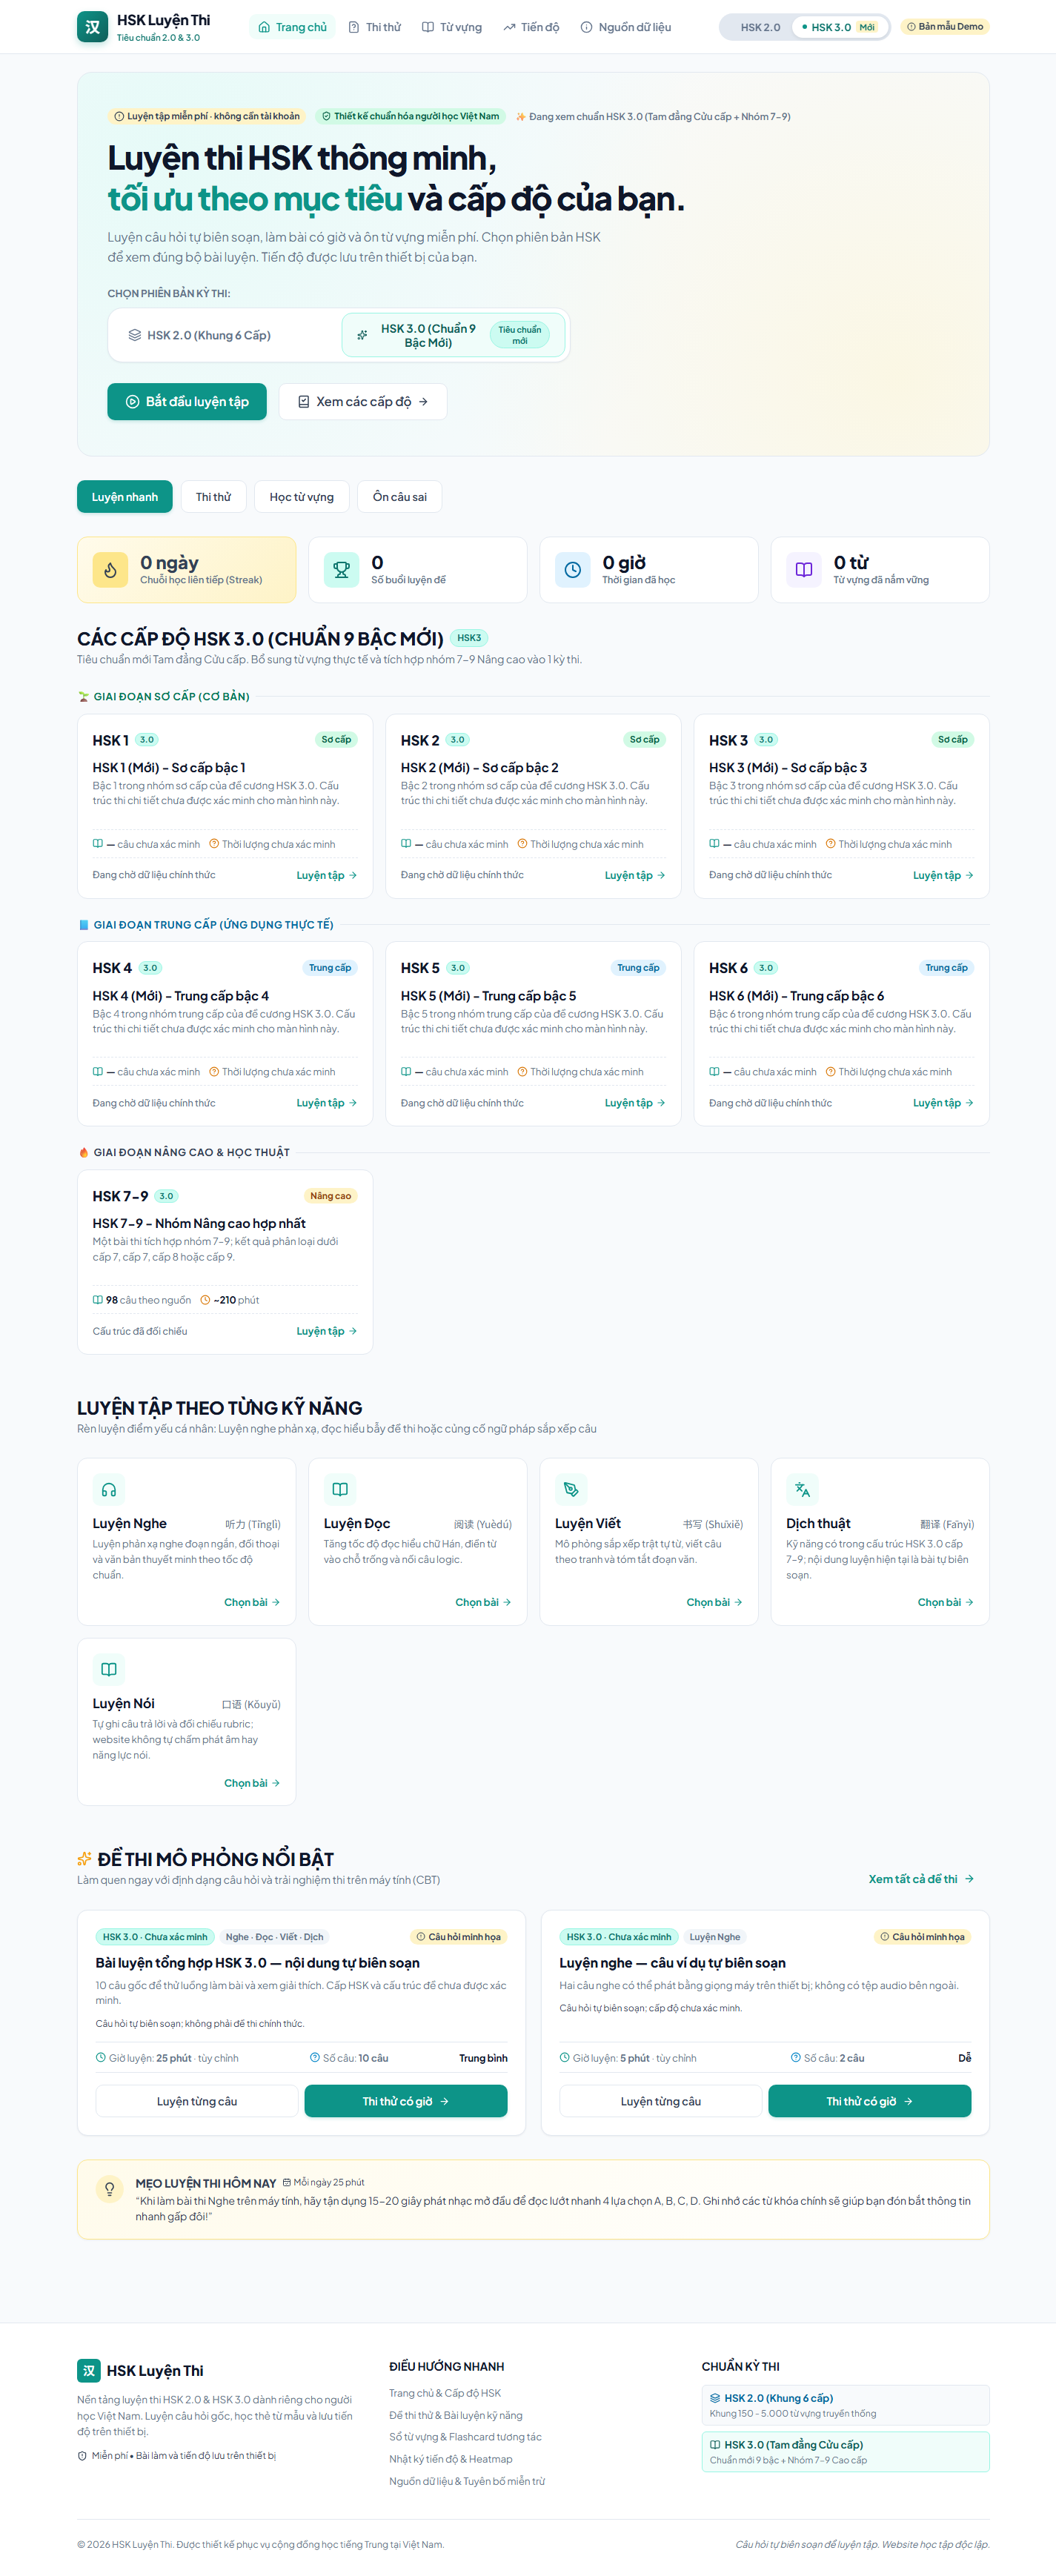 汉
HSK Luyện Thi
Tiêu chuẩn 2.0 & 3.0
Trang chủ
Thi thử
Từ vựng
Tiến độ
Nguồn dữ liệu
HSK 2.0
HSK 3.0 Mới
Bản mẫu Demo
Luyện tập miễn phí · không cần tài khoản
Thiết kế chuẩn hóa người học Việt Nam
Đang xem chuẩn HSK 3.0 (Tam đẳng Cửu cấp + Nhóm 7–9)
Luyện thi HSK thông minh,
tối ưu theo mục tiêu và cấp độ của bạn.
Luyện câu hỏi tự biên soạn, làm bài có giờ và ôn từ vựng miễn phí. Chọn phiên bản HSK
để xem đúng bộ bài luyện. Tiến độ được lưu trên thiết bị của bạn.
CHỌN PHIÊN BẢN KỲ THI:
HSK 2.0 (Khung 6 Cấp)
HSK 3.0 (Chuẩn 9
Bậc Mới)
Tiêu chuẩn
mới
Bắt đầu luyện tập
Xem các cấp độ →
Luyện nhanh
Thi thử
Học từ vựng
Ôn câu sai
0 ngày
Chuỗi học liên tiếp (Streak)
0
Số buổi luyện đề
0 giờ
Thời gian đã học
0 từ
Từ vựng đã nắm vững
CÁC CẤP ĐỘ HSK 3.0 (CHUẨN 9 BẬC MỚI) HSK3
Tiêu chuẩn mới Tam đẳng Cửu cấp. Bổ sung từ vựng thực tế và tích hợp nhóm 7–9 Nâng cao vào 1 kỳ thi.
GIAI ĐOẠN SƠ CẤP (CƠ BẢN)
HSK 1 3.0 Sơ cấp
HSK 1 (Mới) - Sơ cấp bậc 1
Bậc 1 trong nhóm sơ cấp của đề cương HSK 3.0. Cấu
trúc thi chi tiết chưa được xác minh cho màn hình này.
— câu chưa xác minh Thời lượng chưa xác minh
Đang chờ dữ liệu chính thức Luyện tập →
HSK 2 3.0 Sơ cấp
HSK 2 (Mới) - Sơ cấp bậc 2
Bậc 2 trong nhóm sơ cấp của đề cương HSK 3.0. Cấu
trúc thi chi tiết chưa được xác minh cho màn hình này.
— câu chưa xác minh Thời lượng chưa xác minh
Đang chờ dữ liệu chính thức Luyện tập →
HSK 3 3.0 Sơ cấp
HSK 3 (Mới) - Sơ cấp bậc 3
Bậc 3 trong nhóm sơ cấp của đề cương HSK 3.0. Cấu
trúc thi chi tiết chưa được xác minh cho màn hình này.
— câu chưa xác minh Thời lượng chưa xác minh
Đang chờ dữ liệu chính thức Luyện tập →
GIAI ĐOẠN TRUNG CẤP (ỨNG DỤNG THỰC TẾ)
HSK 4 3.0 Trung cấp
HSK 4 (Mới) - Trung cấp bậc 4
Bậc 4 trong nhóm trung cấp của đề cương HSK 3.0. Cấu
trúc thi chi tiết chưa được xác minh cho màn hình này.
— câu chưa xác minh Thời lượng chưa xác minh
Đang chờ dữ liệu chính thức Luyện tập →
HSK 5 3.0 Trung cấp
HSK 5 (Mới) - Trung cấp bậc 5
Bậc 5 trong nhóm trung cấp của đề cương HSK 3.0. Cấu
trúc thi chi tiết chưa được xác minh cho màn hình này.
— câu chưa xác minh Thời lượng chưa xác minh
Đang chờ dữ liệu chính thức Luyện tập →
HSK 6 3.0 Trung cấp
HSK 6 (Mới) - Trung cấp bậc 6
Bậc 6 trong nhóm trung cấp của đề cương HSK 3.0. Cấu
trúc thi chi tiết chưa được xác minh cho màn hình này.
— câu chưa xác minh Thời lượng chưa xác minh
Đang chờ dữ liệu chính thức Luyện tập →
GIAI ĐOẠN NÂNG CAO & HỌC THUẬT
HSK 7-9 3.0 Nâng cao
HSK 7-9 - Nhóm Nâng cao hợp nhất
Một bài thi tích hợp nhóm 7–9; kết quả phân loại dưới
cấp 7, cấp 7, cấp 8 hoặc cấp 9.
98 câu theo nguồn ~210 phút
Cấu trúc đã đối chiếu Luyện tập →
LUYỆN TẬP THEO TỪNG KỸ NĂNG
Rèn luyện điểm yếu cá nhân: Luyện nghe phản xạ, đọc hiểu bẫy đề thi hoặc củng cố ngữ pháp sắp xếp câu
Luyện Nghe 听力 (Tīnglì)
Luyện phản xạ nghe đoạn ngắn, đối thoại
và văn bản thuyết minh theo tốc độ
chuẩn.
Chọn bài →
Luyện Đọc 阅读 (Yuèdú)
Tăng tốc độ đọc hiểu chữ Hán, điền từ
vào chỗ trống và nối câu logic.
Chọn bài →
Luyện Viết 书写 (Shūxiě)
Mô phỏng sắp xếp trật tự từ, viết câu
theo tranh và tóm tắt đoạn văn.
Chọn bài →
Dịch thuật 翻译 (Fānyì)
Kỹ năng có trong cấu trúc HSK 3.0 cấp
7–9; nội dung luyện hiện tại là bài tự biên
soạn.
Chọn bài →
Luyện Nói 口语 (Kǒuyǔ)
Tự ghi câu trả lời và đối chiếu rubric;
website không tự chấm phát âm hay
năng lực nói.
Chọn bài →
ĐỀ THI MÔ PHỎNG NỔI BẬT
Làm quen ngay với định dạng câu hỏi và trải nghiệm thi trên máy tính (CBT)
Xem tất cả đề thi →
HSK 3.0 · Chưa xác minh Nghe · Đọc · Viết · Dịch Câu hỏi minh họa
Bài luyện tổng hợp HSK 3.0 — nội dung tự biên soạn
10 câu gốc để thử luồng làm bài và xem giải thích. Cấp HSK và cấu trúc đề chưa được xác
minh.
Câu hỏi tự biên soạn; không phải đề thi chính thức.
Giờ luyện: 25 phút · tùy chỉnh Số câu: 10 câu Trung bình
Luyện từng câu Thi thử có giờ →
HSK 3.0 · Chưa xác minh Luyện Nghe Câu hỏi minh họa
Luyện nghe — câu ví dụ tự biên soạn
Hai câu nghe có thể phát bằng giọng máy trên thiết bị; không có tệp audio bên ngoài.
Câu hỏi tự biên soạn; cấp độ chưa xác minh.
Giờ luyện: 5 phút · tùy chỉnh Số câu: 2 câu Dễ
Luyện từng câu Thi thử có giờ →
MẸO LUYỆN THI HÔM NAY Mỗi ngày 25 phút
"Khi làm bài thi Nghe trên máy tính, hãy tận dụng 15–20 giây phát nhạc mở đầu để đọc lướt nhanh 4 lựa chọn A, B, C, D. Ghi nhớ các từ khóa chính sẽ giúp bạn đón bắt thông tin
nhanh gấp đôi!"
汉 HSK Luyện Thi
Nền tảng luyện thi HSK 2.0 & HSK 3.0 dành riêng cho người
học Việt Nam. Luyện câu hỏi gốc, học thẻ từ mẫu và lưu tiến
độ trên thiết bị.
Miễn phí • Bài làm và tiến độ lưu trên thiết bị
ĐIỀU HƯỚNG NHANH
Trang chủ & Cấp độ HSK
Đề thi thử & Bài luyện kỹ năng
Sổ từ vựng & Flashcard tương tác
Nhật ký tiến độ & Heatmap
Nguồn dữ liệu & Tuyên bố miễn trừ
CHUẨN KỲ THI
HSK 2.0 (Khung 6 cấp)
Khung 150 - 5.000 từ vựng truyền thống
HSK 3.0 (Tam đẳng Cửu cấp)
Chuẩn mới 9 bậc + Nhóm 7–9 Cao cấp
© 2026 HSK Luyện Thi. Được thiết kế phục vụ cộng đồng học tiếng Trung tại Việt Nam.
Câu hỏi tự biên soạn để luyện tập. Website học tập độc lập.